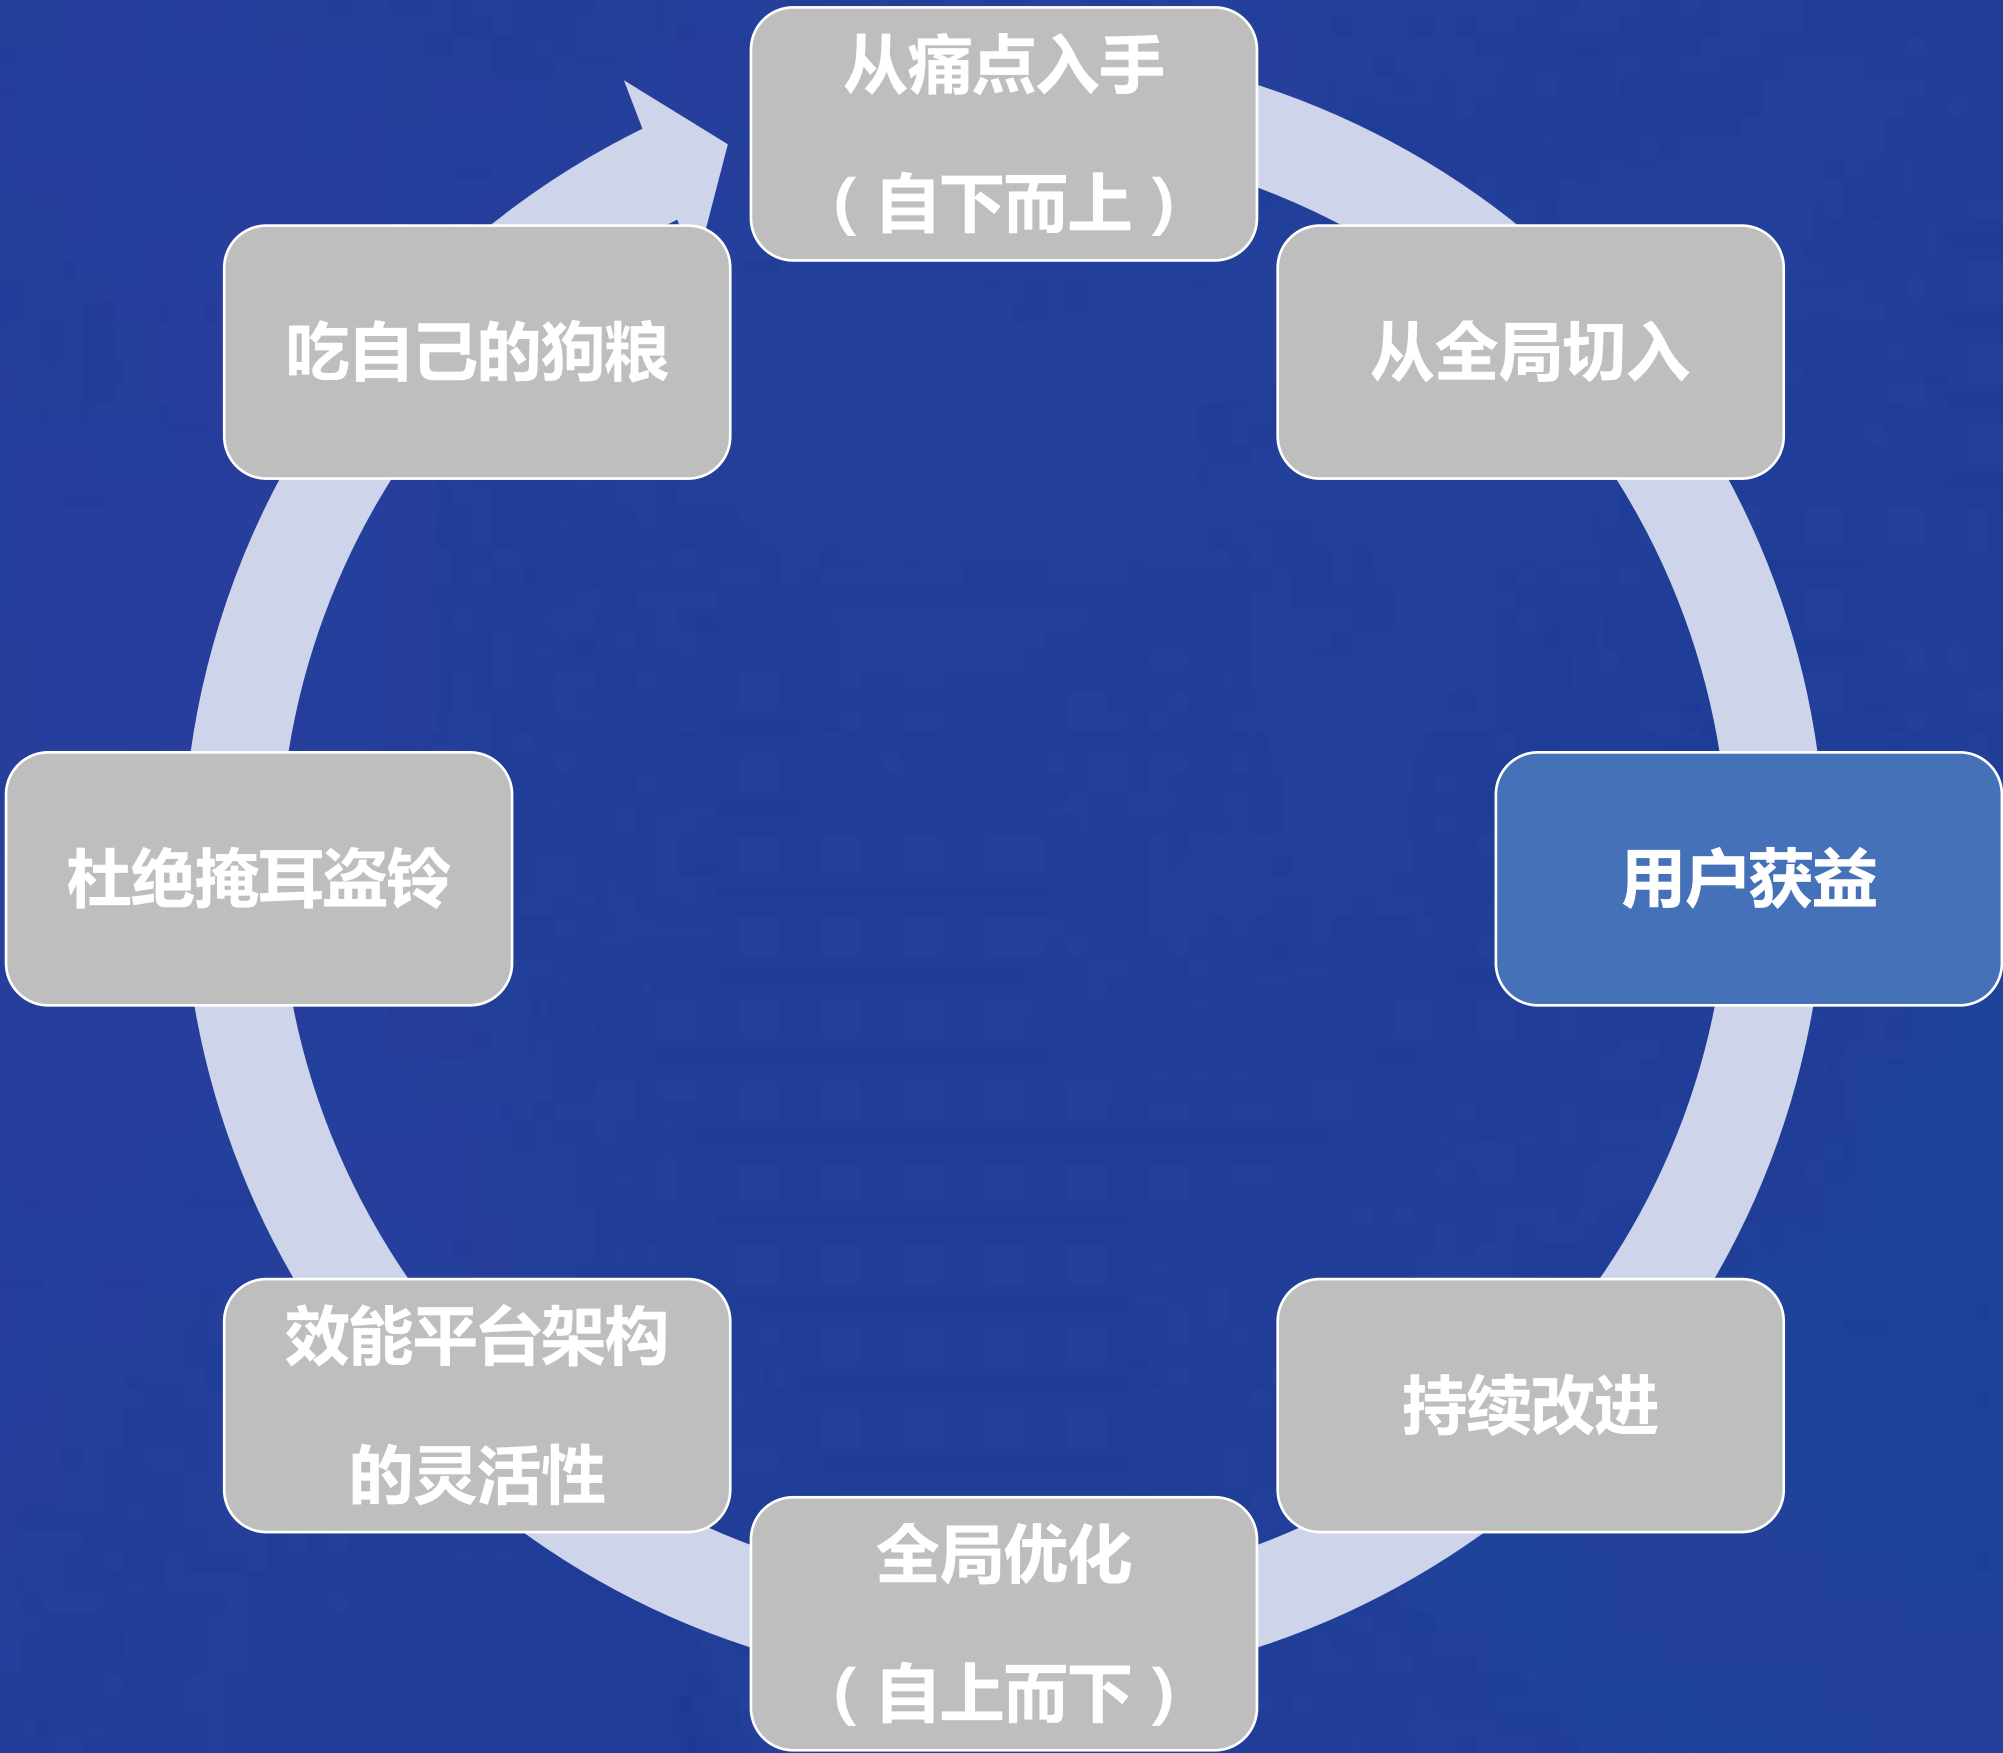 从痛点入手
（自下而上）
从全局切入
用户获益
持续改进
全局优化
（自上而下）
效能平台架构
的灵活性
杜绝掩耳盗铃
吃自己的狗粮